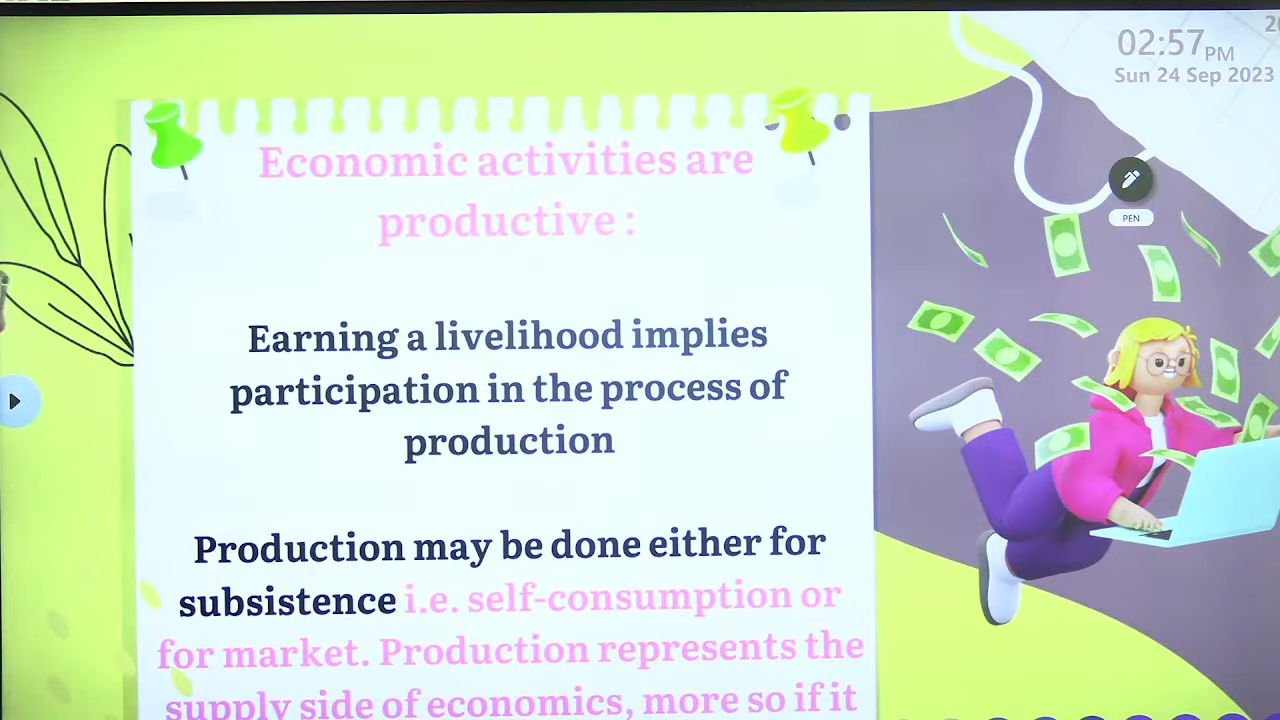 02:57 PM
Sun 24 Sep 2023
PEN
Economic activities are
productive :
Earning a livelihood implies
participation in the process of
production
Production may be done either for
subsistence i.e. self-consumption or
for market. Production represents the
supply side of economics, more so if it